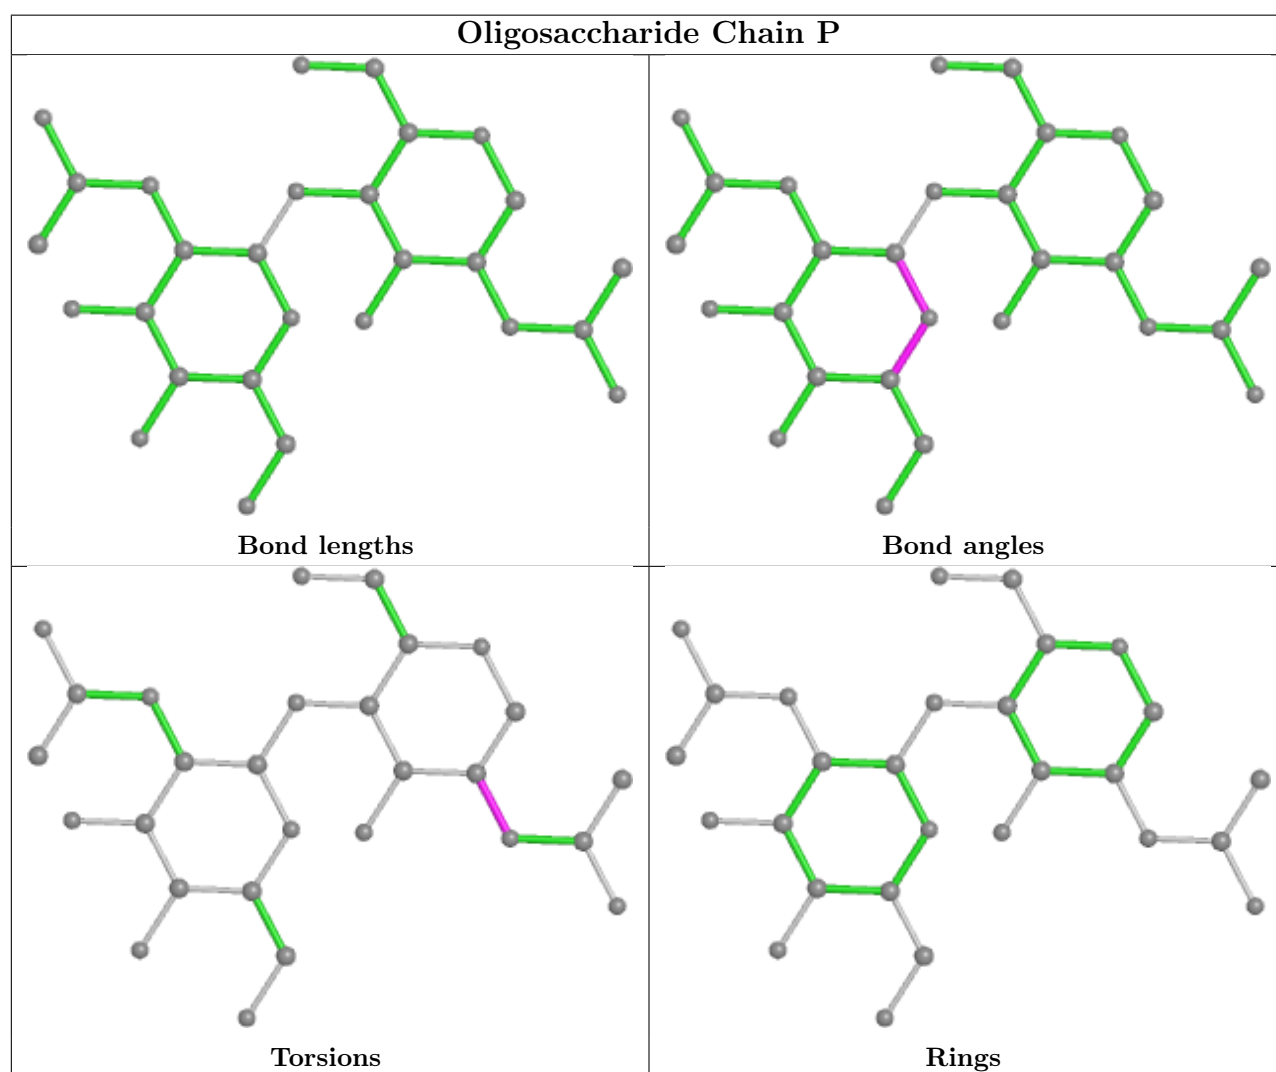 Oligosaccharide Chain P
Bond lengths
Bond angles
Torsions
Rings